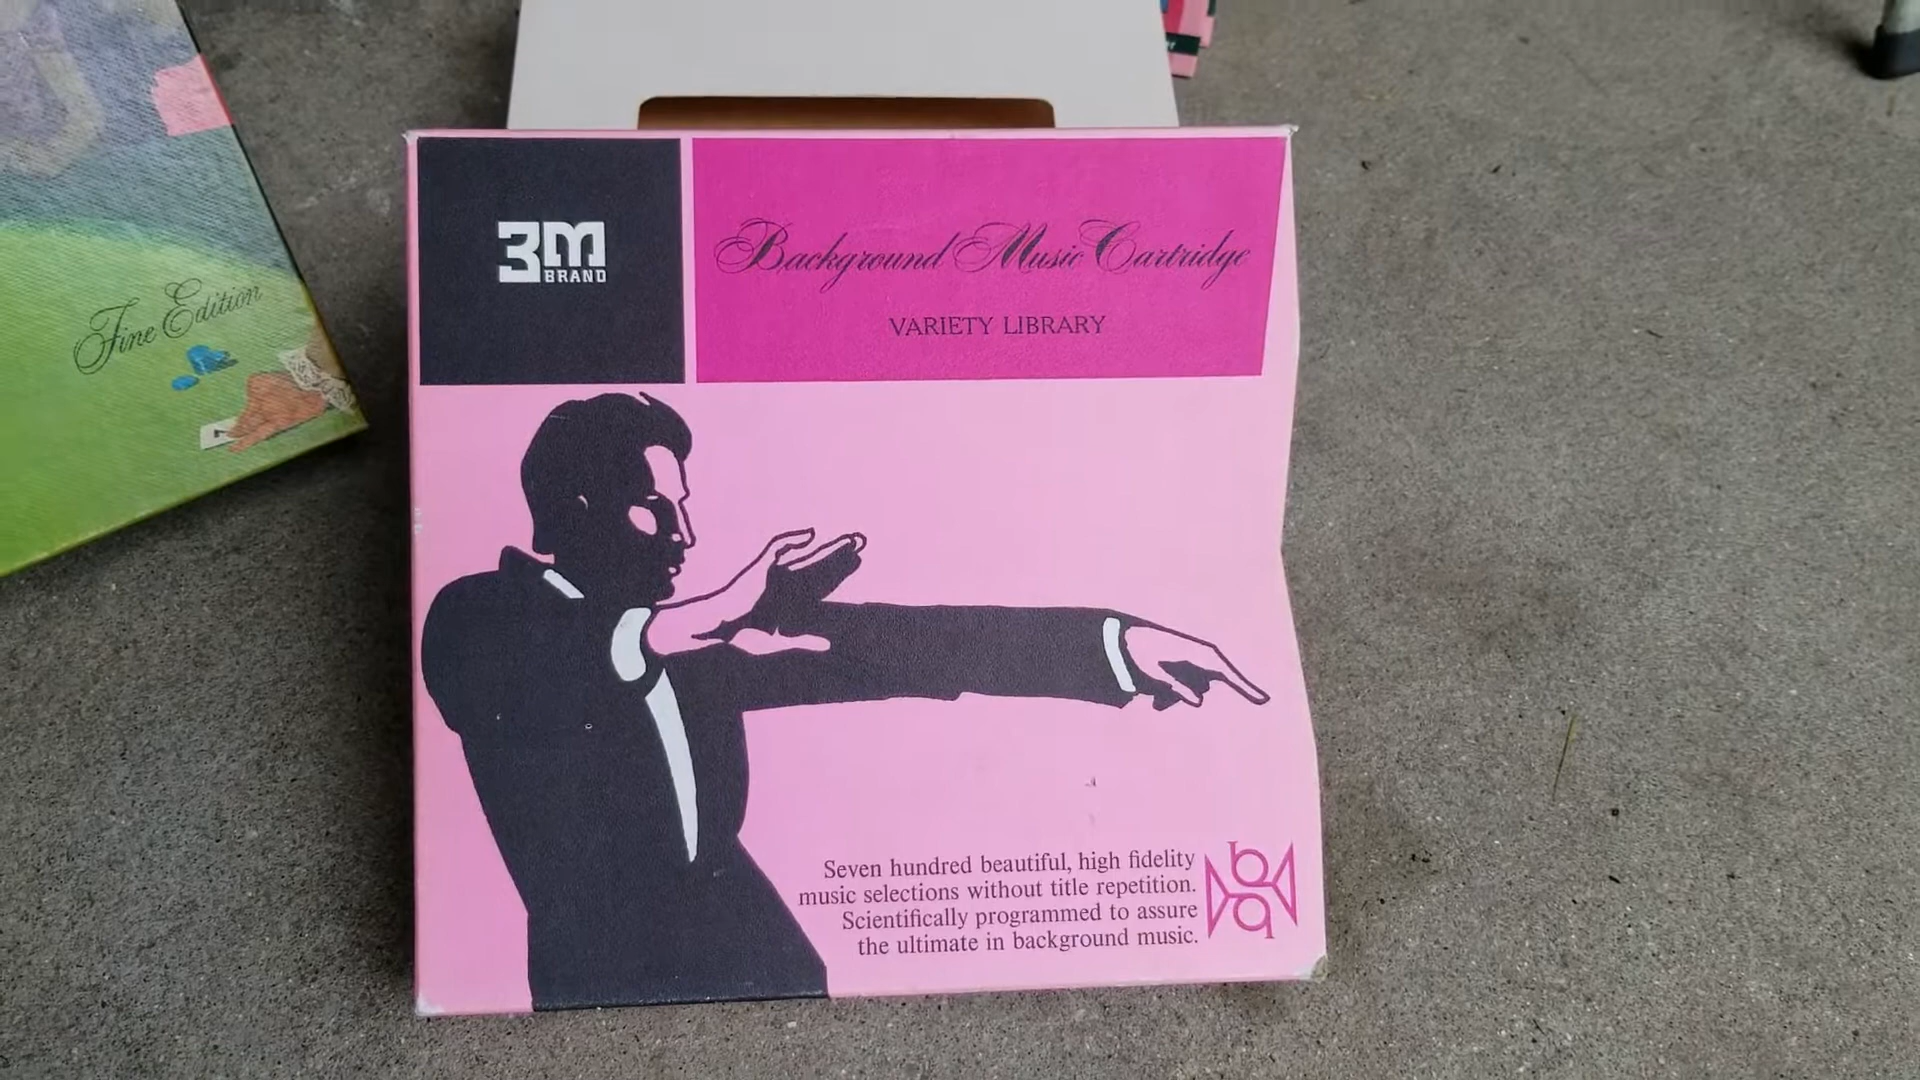 3M
BRAND
Background Music Cartridge
VARIETY LIBRARY
Fine Edition
Seven hundred beautiful, high fidelity
music selections without title repetition.
Scientifically programmed to assure
the ultimate in background music.